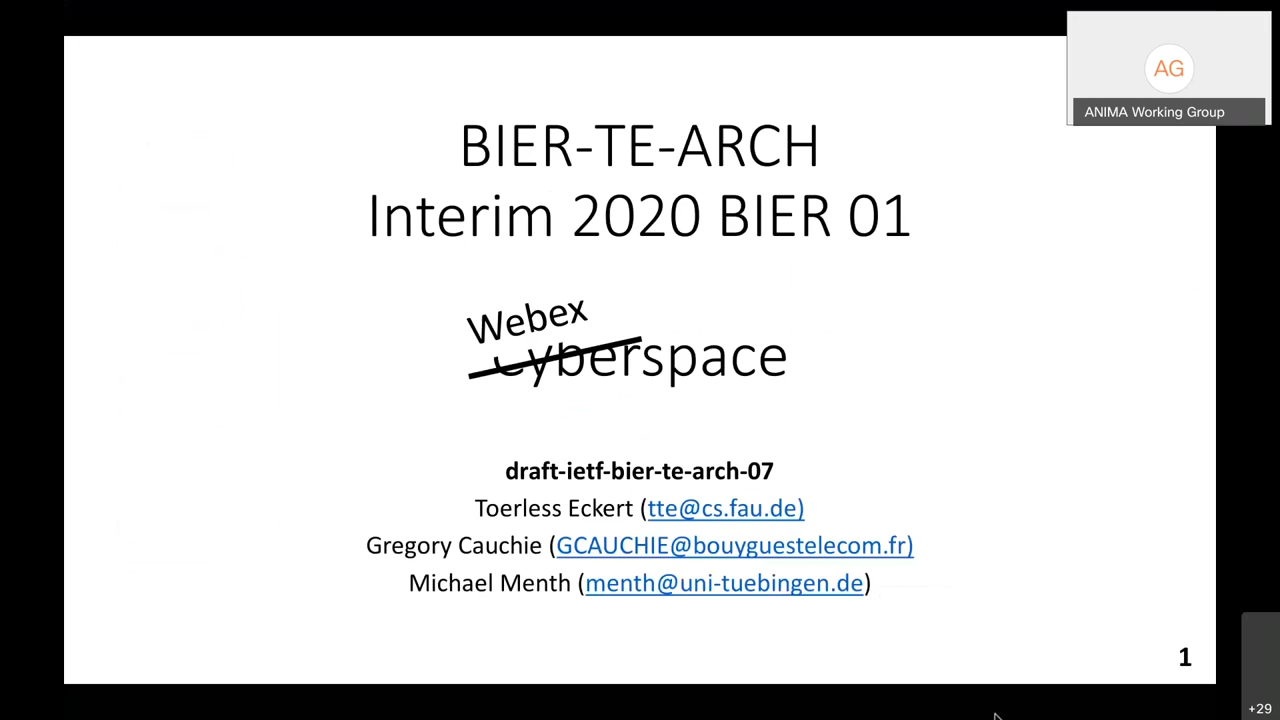 BIER-TE-ARCH
Interim 2020 BIER 01
Webex
Cyberspace
draft-ietf-bier-te-arch-07
Toerless Eckert (tte@cs.fau.de)
Gregory Cauchie (GCAUCHIE@bouyguestelecom.fr)
Michael Menth (menth@uni-tuebingen.de)
1
AG
ANIMA Working Group
+29